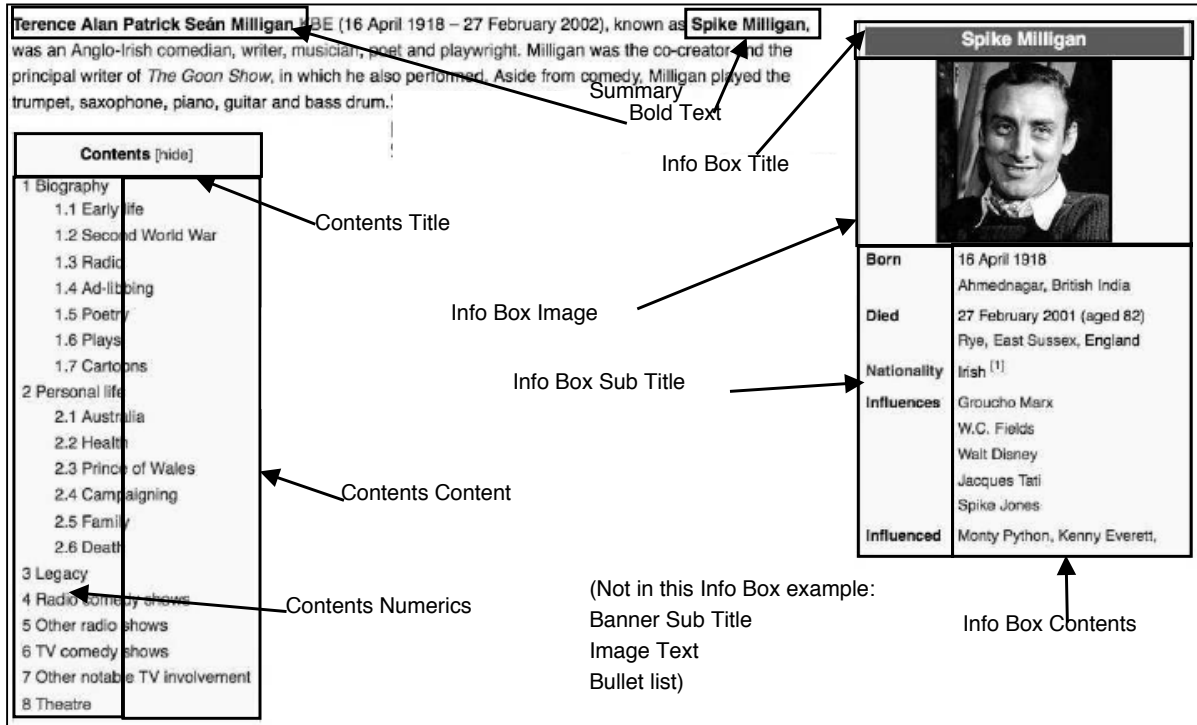 Terence Alan Patrick Seán Milligan KBE (16 April 1918 – 27 February 2002), known as Spike Milligan,
was an Anglo-Irish comedian, writer, musician, poet and playwright. Milligan was the co-creator and the
principal writer of The Goon Show, in which he also performed. Aside from comedy, Milligan played the
trumpet, saxophone, piano, guitar and bass drum.
Summary
Bold Text
Info Box Title
Contents [hide]
1 Biography
1.1 Early life
1.2 Second World War
1.3 Radio
1.4 Ad-libbing
1.5 Poetry
1.6 Plays
1.7 Cartoons
2 Personal life
2.1 Australia
2.2 Health
2.3 Prince of Wales
2.4 Campaigning
2.5 Family
2.6 Death
3 Legacy
4 Radio comedy shows
5 Other radio shows
6 TV comedy shows
7 Other notable TV involvement
8 Theatre
Contents Title
Contents Content
Contents Numerics
Info Box Image
Info Box Sub Title
(Not in this Info Box example:
Banner Sub Title
Image Text
Bullet list)
Spike Milligan
Born 16 April 1918
Ahmednagar, British India
Died 27 February 2001 (aged 82)
Rye, East Sussex, England
Nationality Irish [1]
Influences Groucho Marx
W.C. Fields
Walt Disney
Jacques Tati
Spike Jones
Influenced Monty Python, Kenny Everett,
Info Box Contents